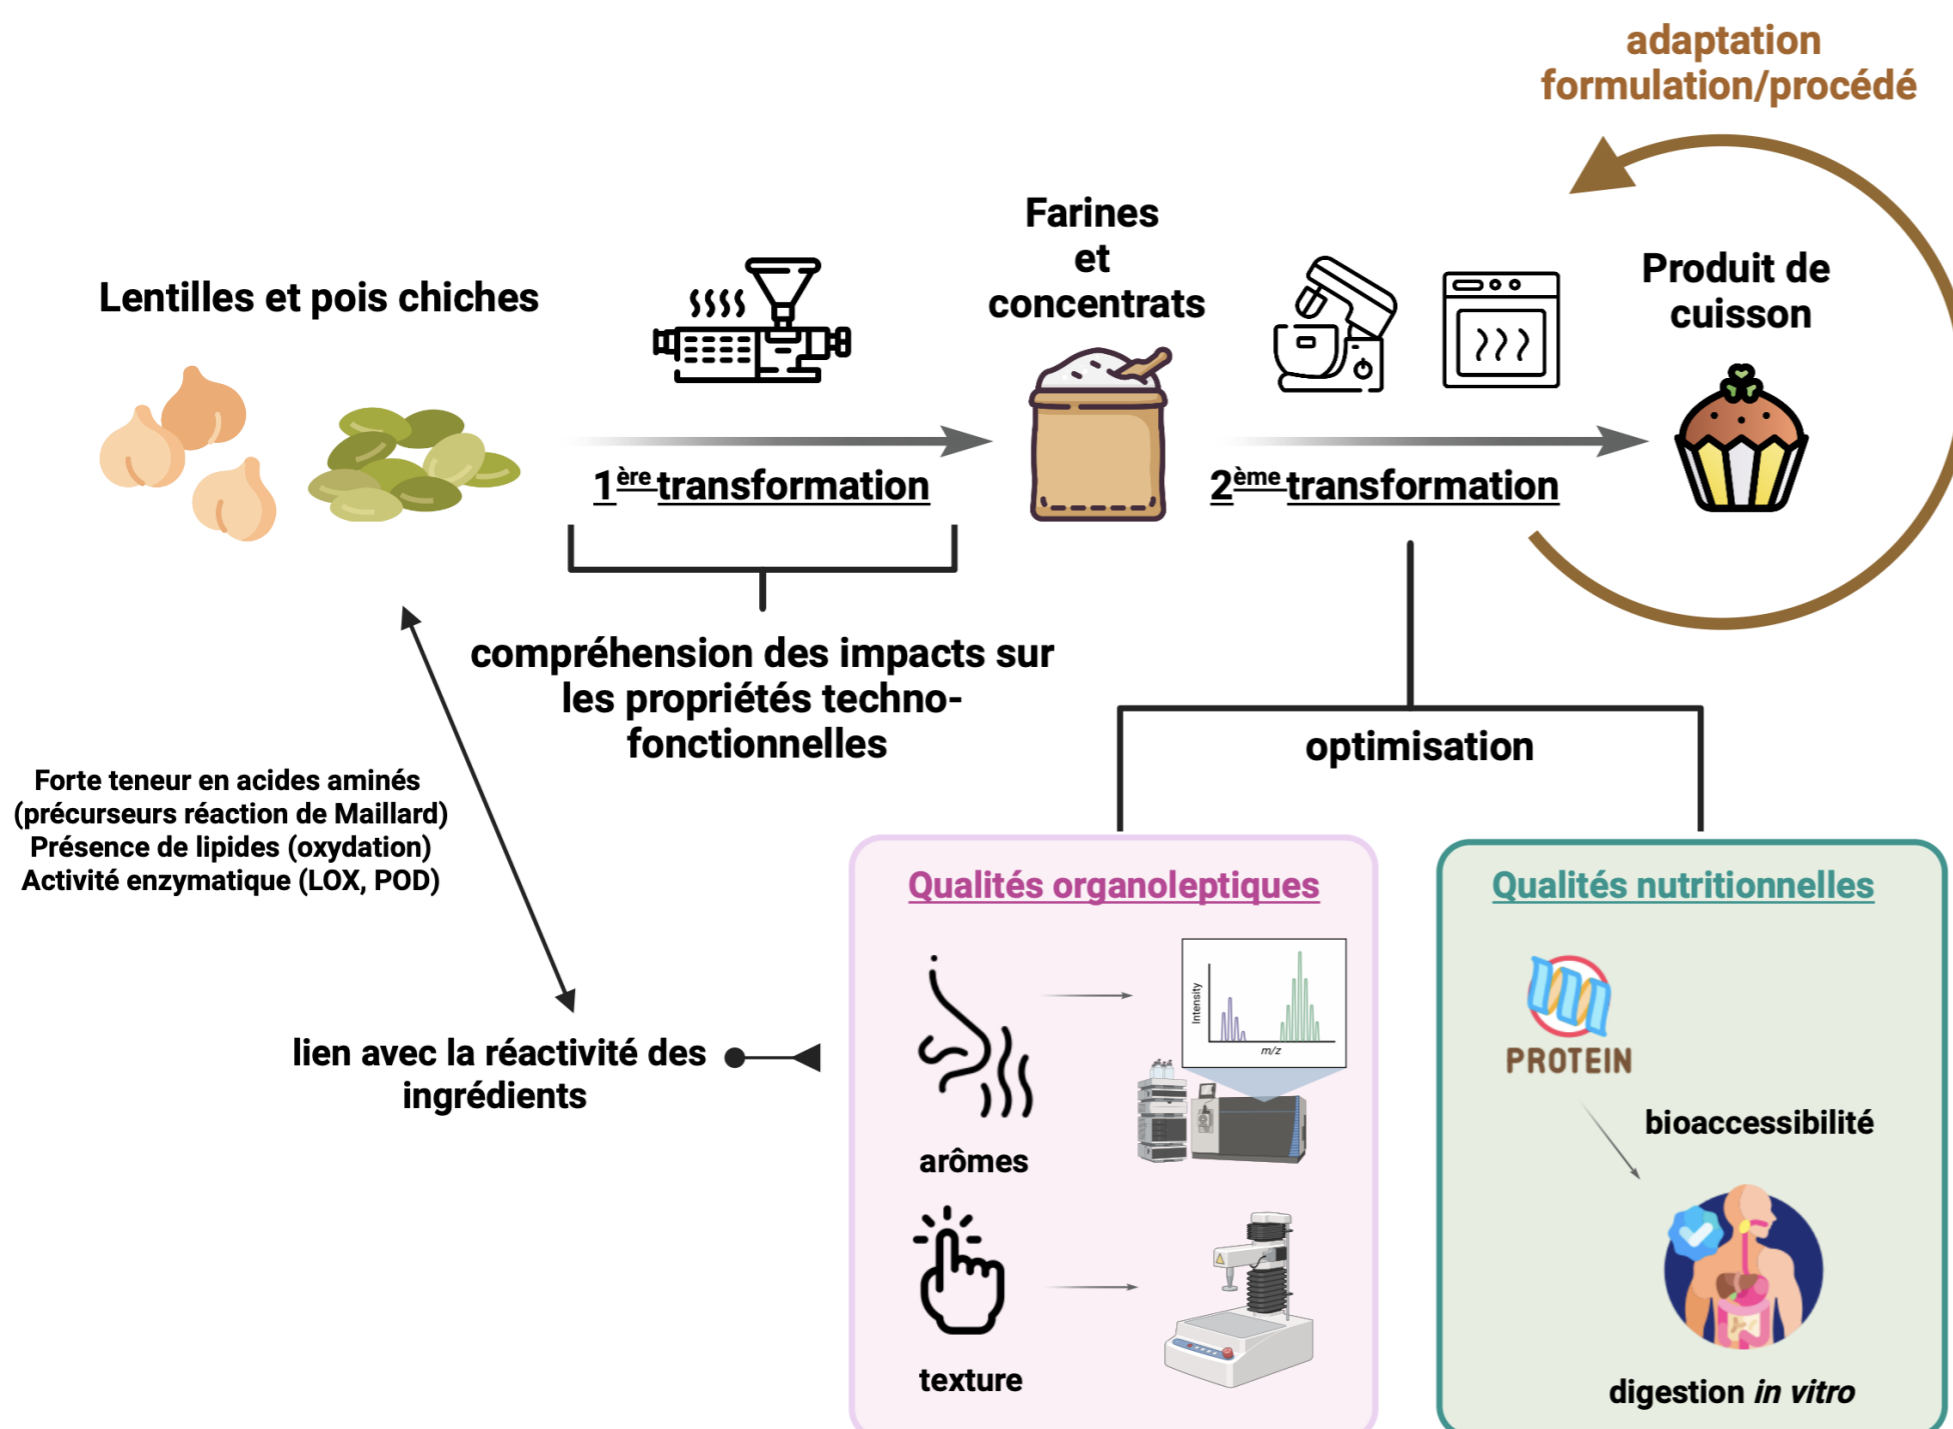 adaptation
formulation/procédé
Lentilles et pois chiches
Farines
et
concentrats
Produit de
cuisson
1ère transformation
2ème transformation
compréhension des impacts sur
les propriétés techno-
fonctionnelles
optimisation
Forte teneur en acides aminés
(précurseurs réaction de Maillard)
Présence de lipides (oxydation)
Activité enzymatique (LOX, POD)
lien avec la réactivité des
ingrédients
Qualités organoleptiques
Intensity
m/z
arômes
texture
Qualités nutritionnelles
PROTEIN
bioaccessibilité
digestion in vitro